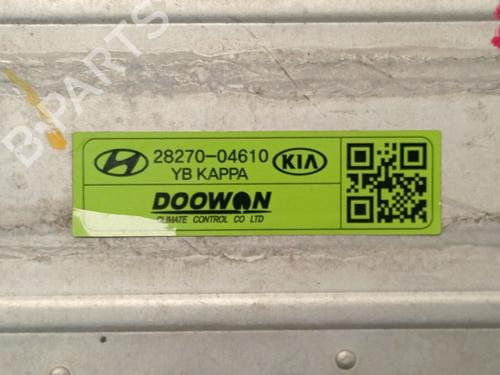 B-PARTS
28270-04610 KIA
YB KAPPA
DOOWON
CLIMATE CONTROL CO LTD